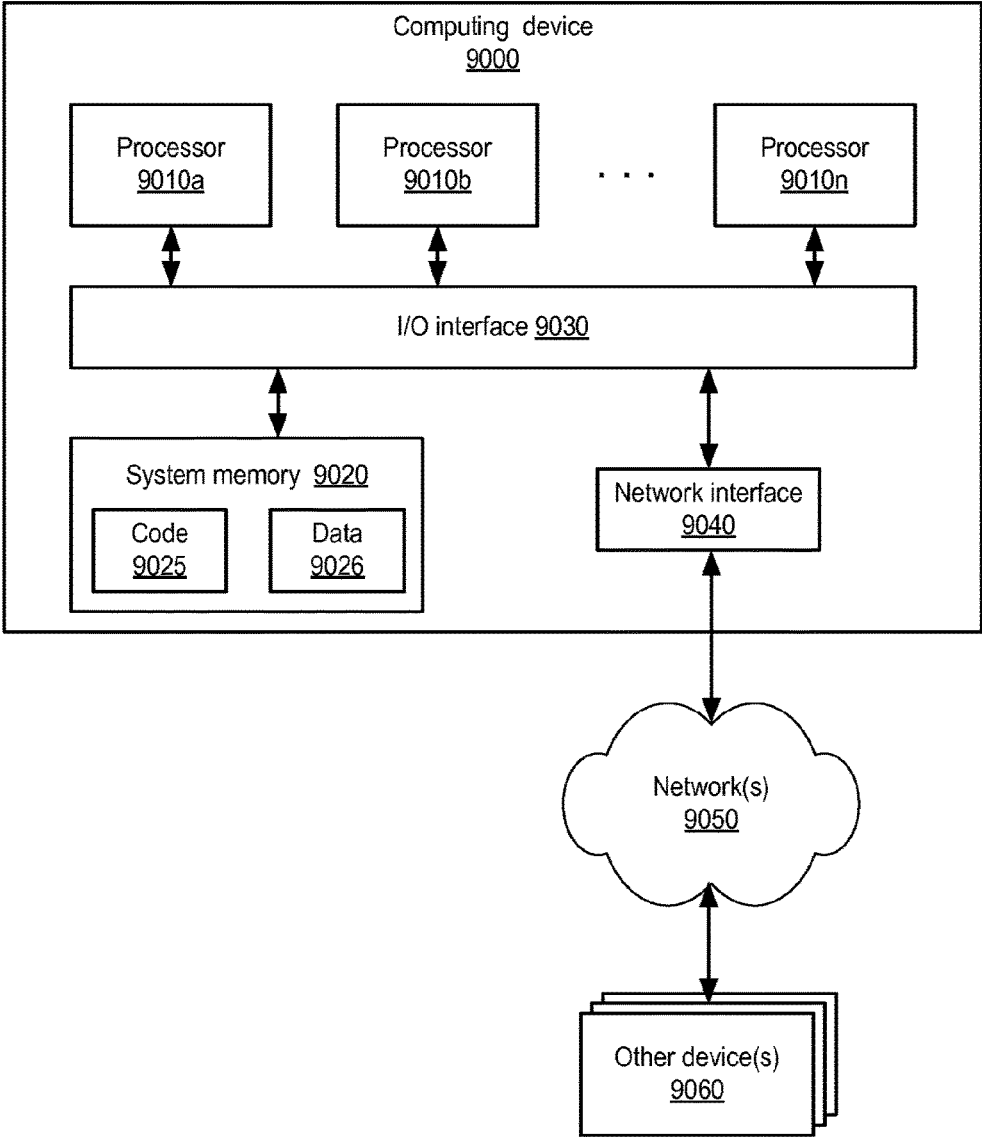 Computing device
9000
Processor
9010a
Processor
9010b
. . .
Processor
9010n
I/O interface 9030
System memory 9020
Code
9025
Data
9026
Network interface
9040
Network(s)
9050
Other device(s)
9060